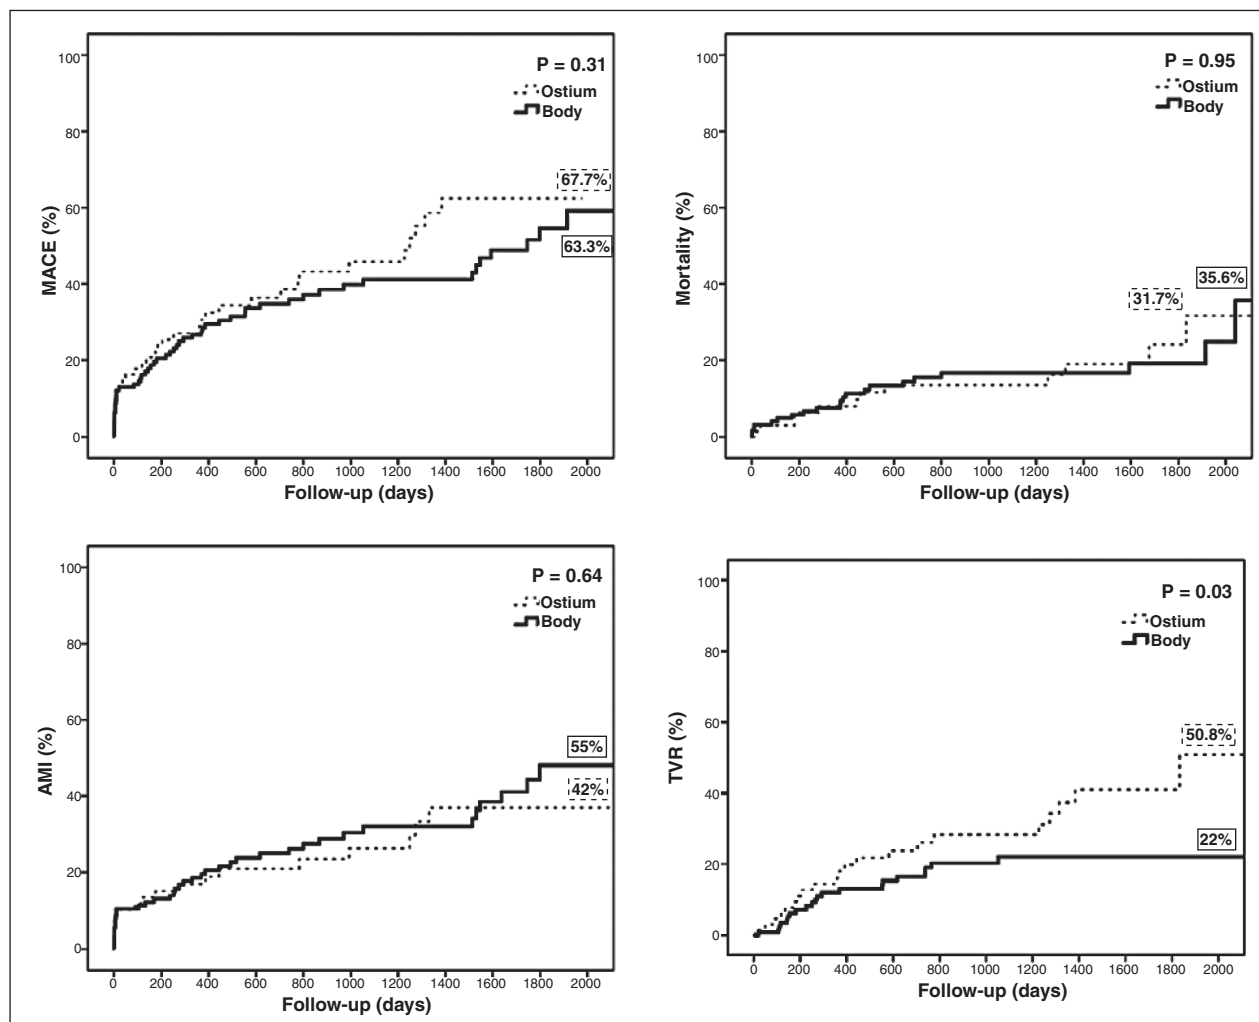 P = 0.31
Ostium
Body
67.7%
63.3%
MACE (%)
100
80
60
40
20
0
0 200 400 600 800 1000 1200 1400 1600 1800 2000
Follow-up (days)
P = 0.95
Ostium
Body
35.6%
31.7%
Mortality (%)
100
80
60
40
20
0
0 200 400 600 800 1000 1200 1400 1600 1800 2000
Follow-up (days)
P = 0.64
Ostium
Body
55%
42%
AMI (%)
100
80
60
40
20
0
0 200 400 600 800 1000 1200 1400 1600 1800 2000
Follow-up (days)
P = 0.03
Ostium
Body
50.8%
22%
TVR (%)
100
80
60
40
20
0
0 200 400 600 800 1000 1200 1400 1600 1800 2000
Follow-up (days)